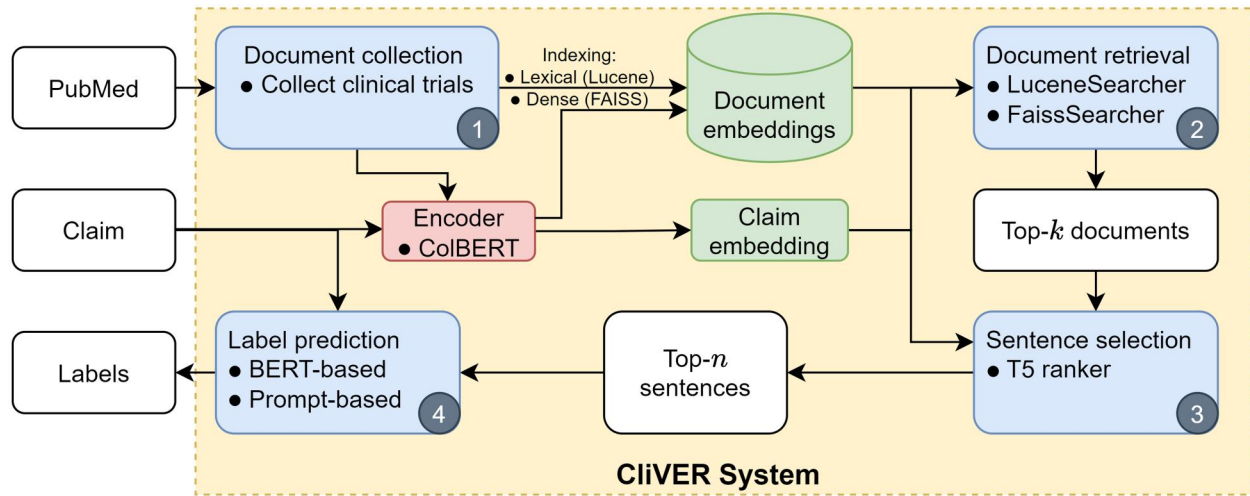 PubMed
Document collection
● Collect clinical trials
1
Indexing:
● Lexical (Lucene)
● Dense (FAISS)
Document
embeddings
Document retrieval
● LuceneSearcher
● FaissSearcher
2
Claim
Encoder
● ColBERT
Claim
embedding
Top-k documents
Labels
Label prediction
● BERT-based
● Prompt-based
4
Top-n
sentences
Sentence selection
● T5 ranker
3
CliVER System